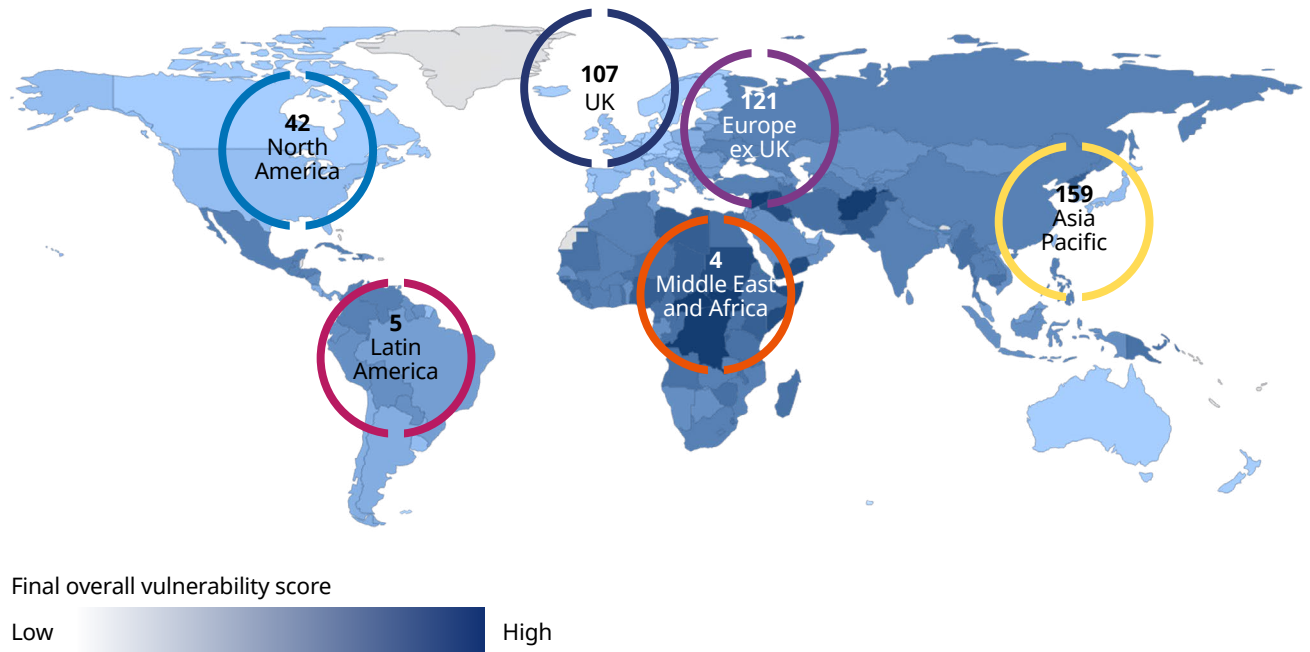 107
UK
121
Europe
ex UK
42
North
America
159
Asia
Pacific
4
Middle East
and Africa
5
Latin
America
Final overall vulnerability score
Low
High